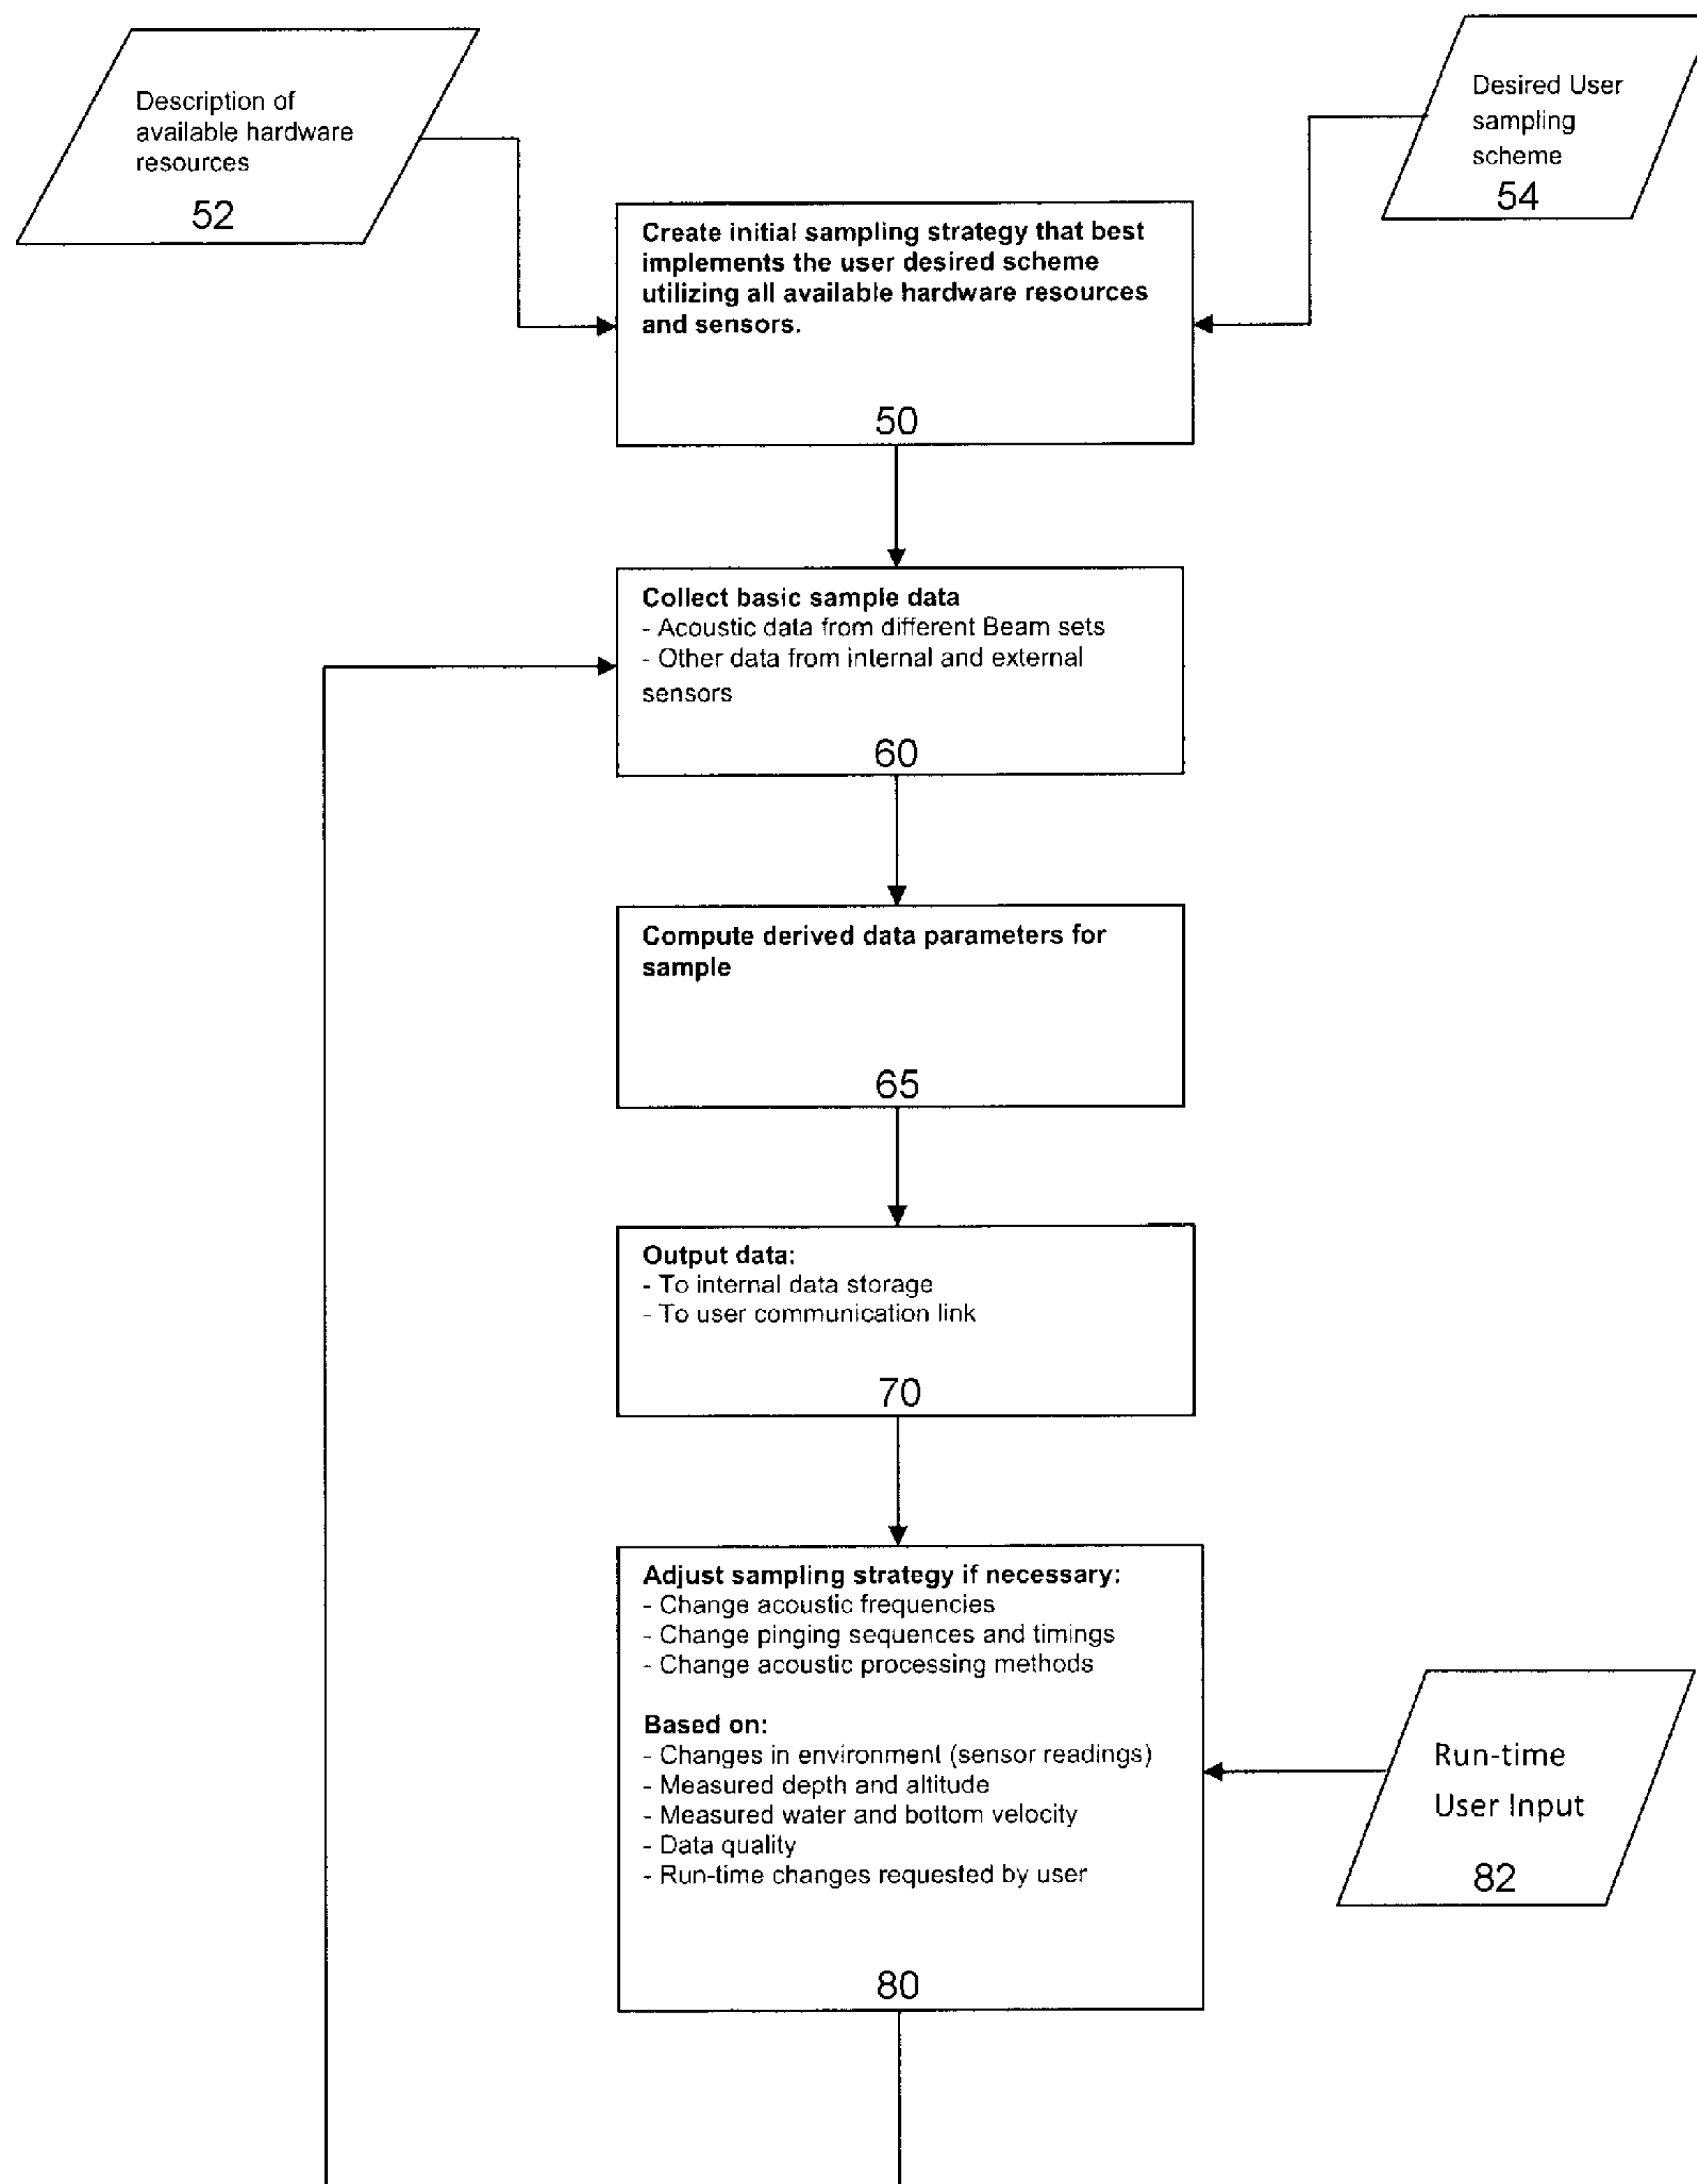 Description of
available hardware
resources
52
Desired User
sampling
scheme
54
Create initial sampling strategy that best
implements the user desired scheme
utilizing all available hardware resources
and sensors.
50
Collect basic sample data
- Acoustic data from different Beam sets
- Other data from internal and external
sensors
60
Compute derived data parameters for
sample
65
Output data:
- To internal data storage
- To user communication link
70
Adjust sampling strategy if necessary:
- Change acoustic frequencies
- Change pinging sequences and timings
- Change acoustic processing methods
Based on:
- Changes in environment (sensor readings)
- Measured depth and altitude
- Measured water and bottom velocity
- Data quality
- Run-time changes requested by user
80
Run-time
User Input
82